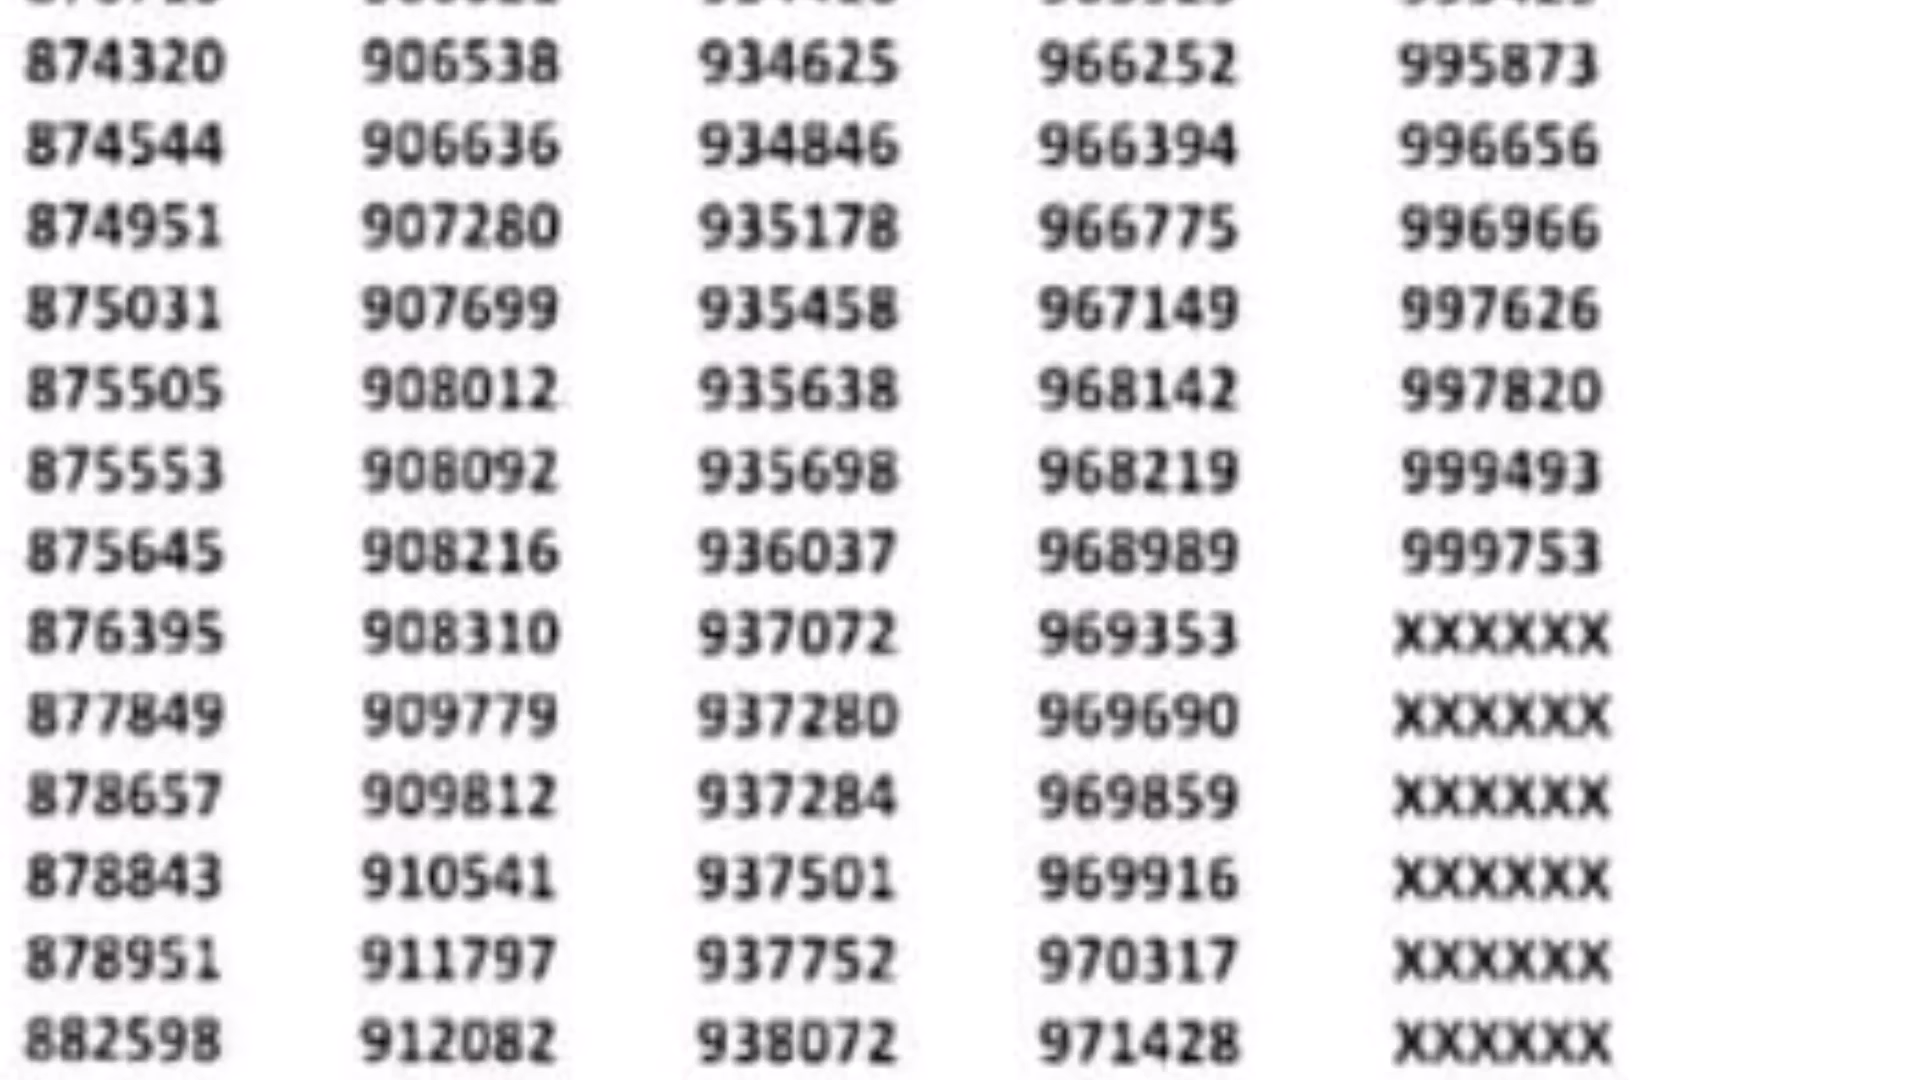 874320 906538 934625 966252 995873
874544 906636 934846 966394 996656
874951 907280 935178 966775 996966
875031 907699 935458 967149 997626
875505 908012 935638 968142 997820
875553 908092 935698 968219 999493
875645 908216 936037 968989 999753
876395 908310 937072 969353 XXXXXX
877849 909779 937280 969690 XXXXXX
878657 909812 937284 969859 XXXXXX
878843 910541 937501 969916 XXXXXX
878951 911797 937752 970317 XXXXXX
882598 912082 938072 971428 XXXXXX